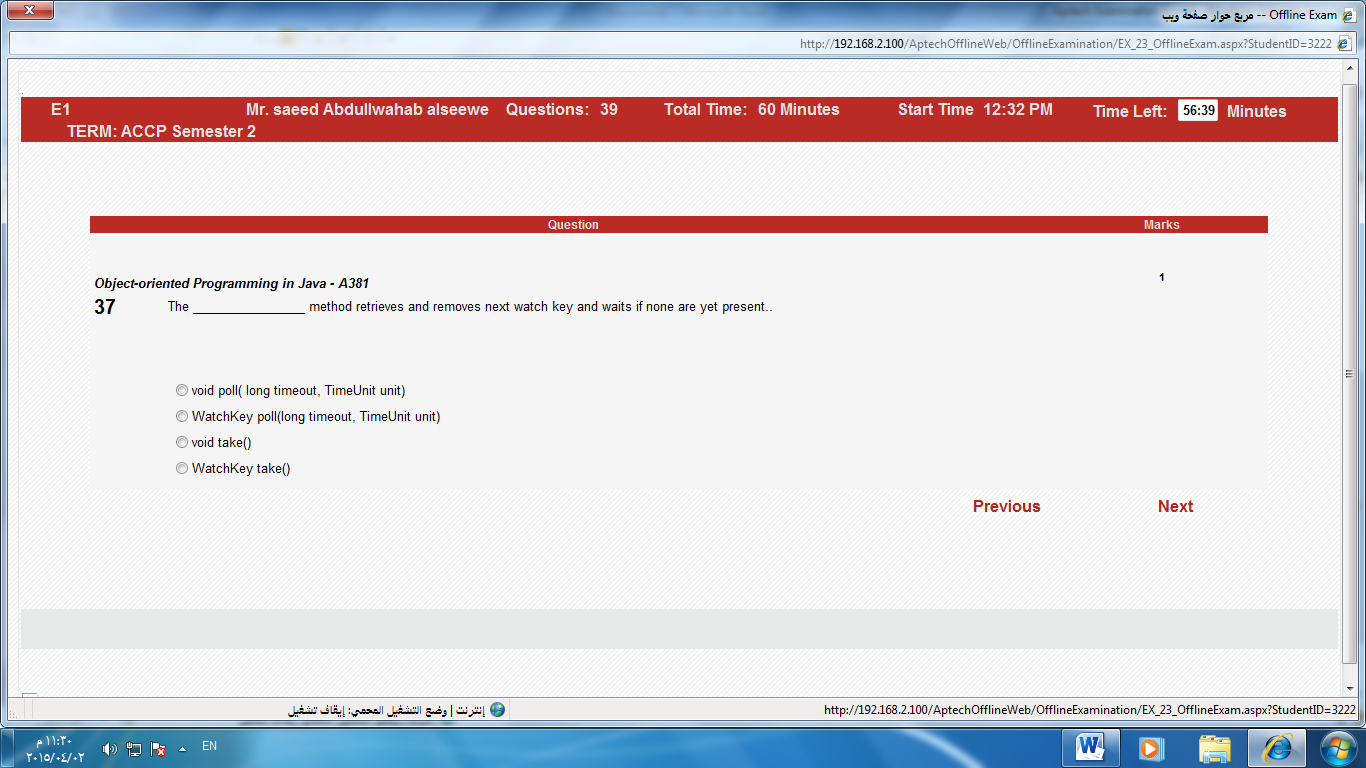 مربع حوار صفحة ويب -- Offline Exam
http://192.168.2.100/AptechOfflineWeb/OfflineExamination/EX_23_OfflineExam.aspx?StudentID=3222
E1 Mr. saeed Abdullwahab alseewe Questions: 39 Total Time: 60 Minutes Start Time 12:32 PM Time Left: 56:39 Minutes
TERM: ACCP Semester 2
Question Marks
Object-oriented Programming in Java - A381 1
37 The ________________ method retrieves and removes next watch key and waits if none are yet present..
void poll( long timeout, TimeUnit unit)
WatchKey poll(long timeout, TimeUnit unit)
void take()
WatchKey take()
Previous Next
إنترنت | وضع التشغيل المحمي: إيقاف تشغيل
http://192.168.2.100/AptechOfflineWeb/OfflineExamination/EX_23_OfflineExam.aspx?StudentID=3222
١١:٣٠ م
٢٠١٥/٠٤/٠٢
EN